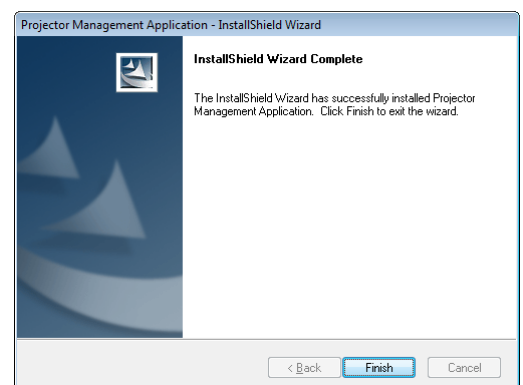 Projector Management Application - InstallShield Wizard
InstallShield Wizard Complete
The InstallShield Wizard has successfully installed Projector
Management Application. Click Finish to exit the wizard.
< Back
Finish
Cancel